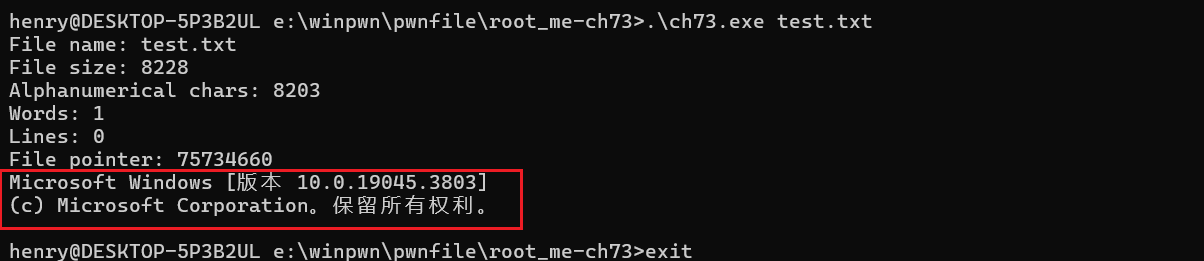 henry@DESKTOP-5P3B2UL e:\winpwn\pwnfile\root_me-ch73>.\ch73.exe test.txt
File name: test.txt
File size: 8228
Alphanumerical chars: 8203
Words: 1
Lines: 0
File pointer: 75734660
Microsoft Windows [版本 10.0.19045.3803]
(c) Microsoft Corporation。保留所有权利。
henry@DESKTOP-5P3B2UL e:\winpwn\pwnfile\root_me-ch73>exit